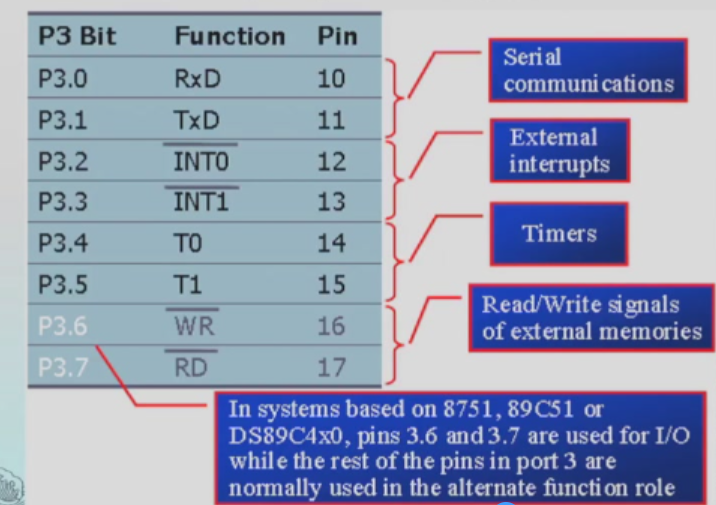 P3 Bit Function Pin
P3.0 RxD 10
P3.1 TxD 11
P3.2 INT0 12
P3.3 INT1 13
P3.4 T0 14
P3.5 T1 15
P3.6 WR 16
P3.7 RD 17
Serial
communications
External
interrupts
Timers
Read/Write signals
of external memories
In systems based on 8751, 89C51 or
DS89C4x0, pins 3.6 and 3.7 are used for I/O
while the rest of the pins in port 3 are
normally used in the alternate function role